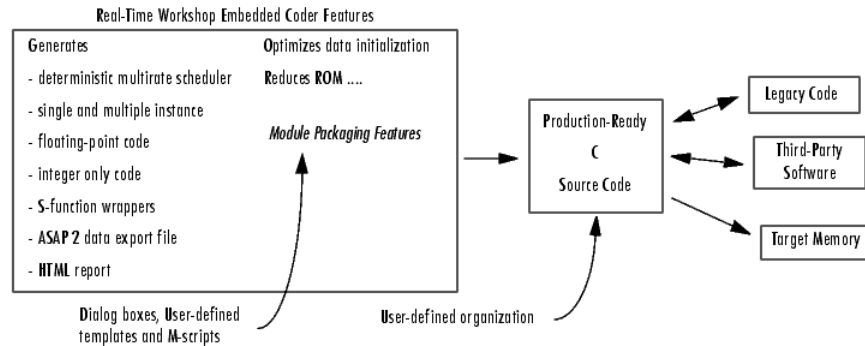 Real-Time Workshop Embedded Coder Features
Generates
- deterministic multirate scheduler
- single and multiple instance
- floating-point code
- integer only code
- S-function wrappers
- ASAP 2 data export file
- HTML report
Optimizes data initialization
Reduces ROM ....
Module Packaging Features
Dialog boxes, User-defined
templates and M-scripts
Production-Ready
C
Source Code
User-defined organization
Legacy Code
Third-Party
Software
Target Memory